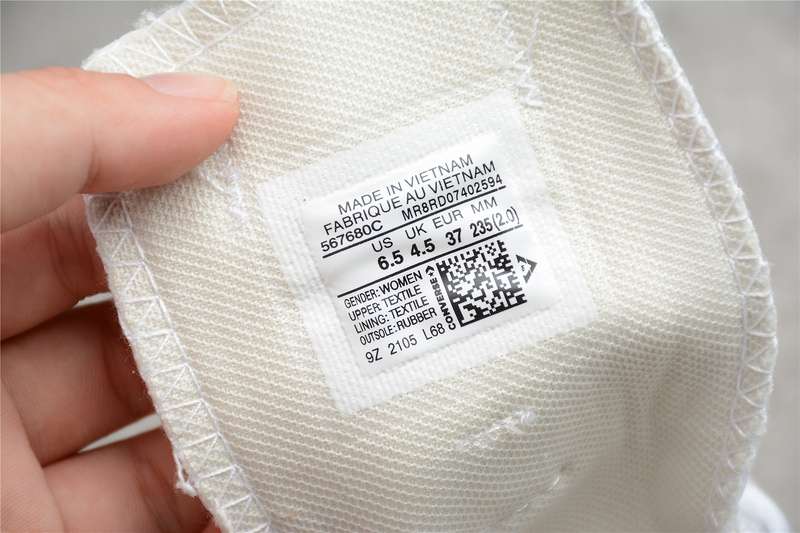 MADE IN VIETNAM
FABRIQUE AU VIETNAM
567680C MR8RD07402594
US UK EUR MM
6.5 4.5 37 235(2.0)
GENDER:WOMEN
UPPER:TEXTILE
LINING:TEXTILE
OUTSOLE:RUBBER
9Z 2105 L68
CONVERSE